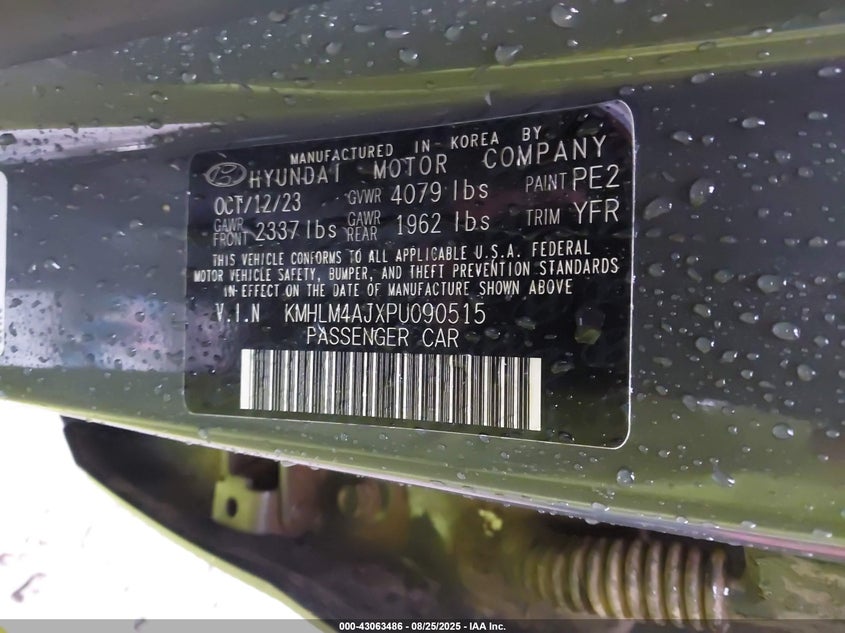 MANUFACTURED IN KOREA BY
HYUNDAI MOTOR COMPANY
OCT/12/23 GVWR 4079 lbs PAINT PE2
GAWR FRONT 2337 lbs GAWR REAR 1962 lbs TRIM YFR
THIS VEHICLE CONFORMS TO ALL APPLICABLE U.S.A. FEDERAL
MOTOR VEHICLE SAFETY, BUMPER, AND THEFT PREVENTION STANDARDS
IN EFFECT ON THE DATE OF MANUFACTURE SHOWN ABOVE
V.I.N KMHLM4AJXPU090515
PASSENGER CAR
000-43063486 - 08/25/2025 - IAA Inc.